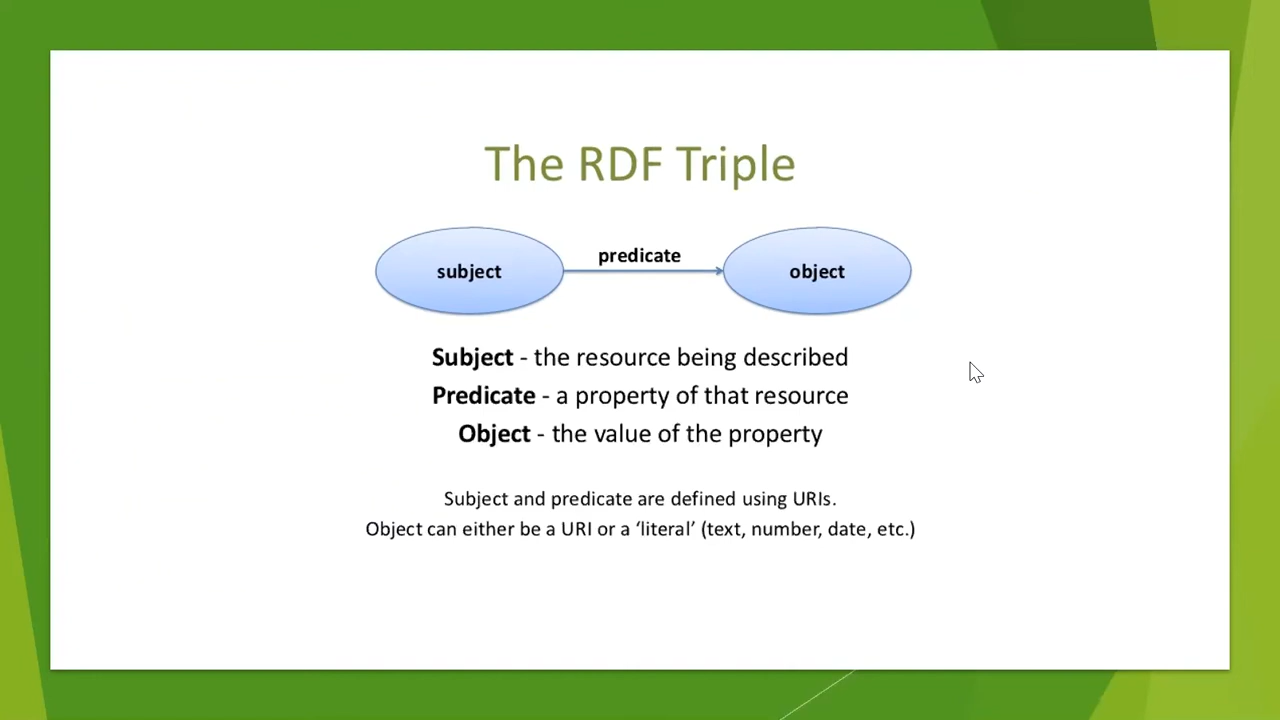 The RDF Triple
subject
predicate
object
Subject - the resource being described
Predicate - a property of that resource
Object - the value of the property
Subject and predicate are defined using URIs.
Object can either be a URI or a ‘literal’ (text, number, date, etc.)